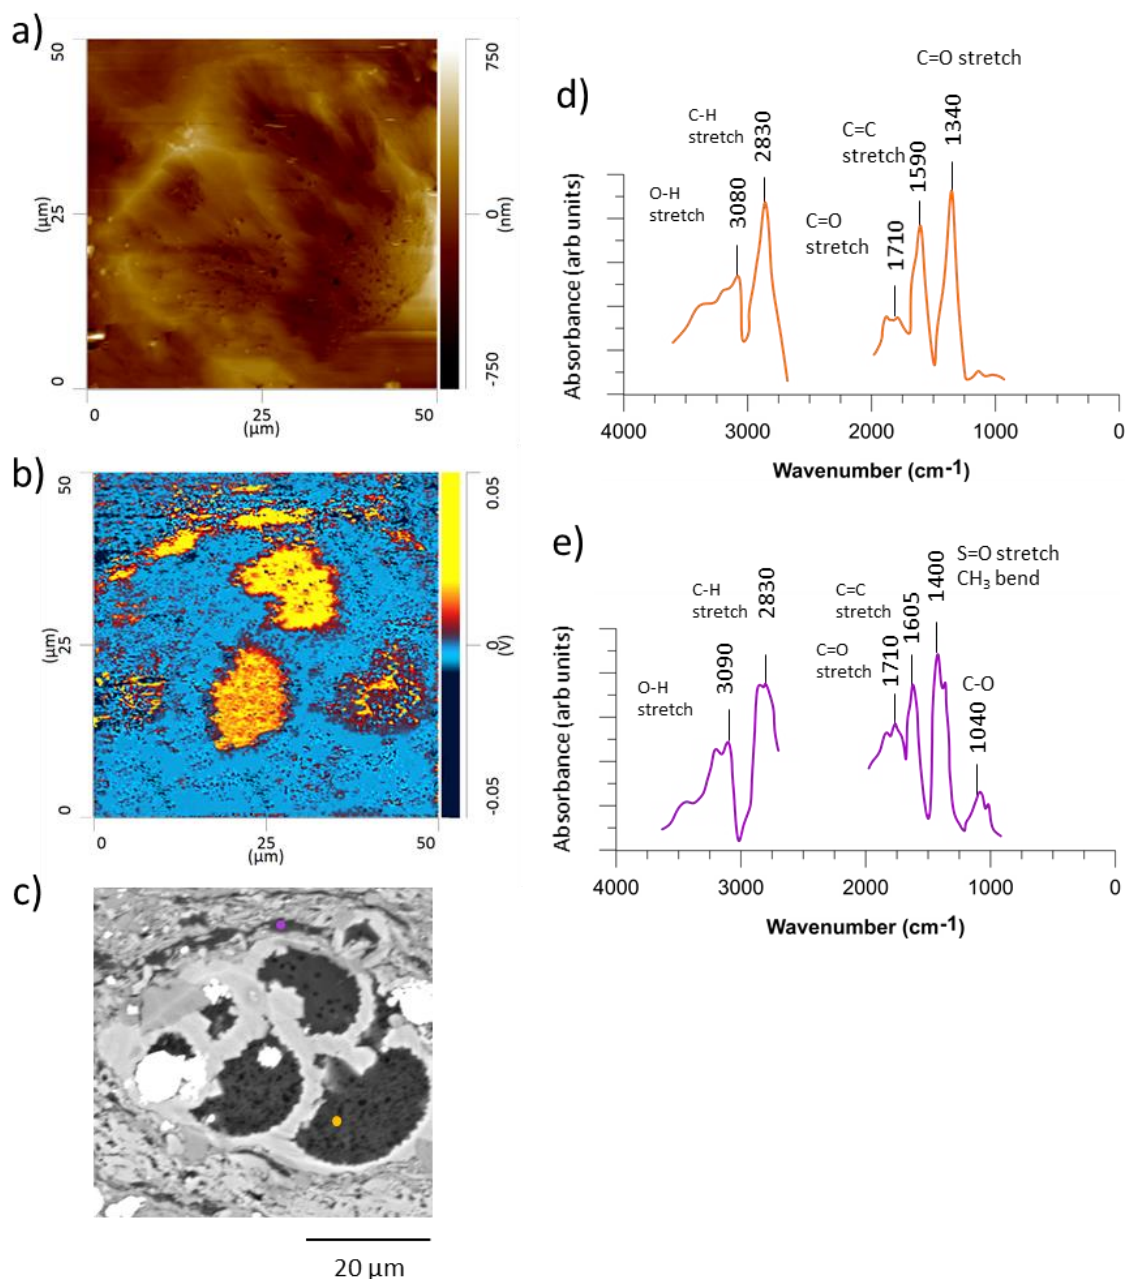 a)
50
25
0
(µm)
0
25
50
(µm)
750
0
-750
(nm)
b)
50
25
0
(µm)
0
25
50
(µm)
0.05
0
-0.05
(V)
c)
20 µm
d)
C=O stretch
C-H
stretch
2830
C=C
stretch
1590
1340
O-H
stretch
3080
C=O
stretch
1710
Absorbance (arb units)
4000
3000
2000
1000
0
Wavenumber (cm-1)
e)
S=O stretch
CH3 bend
1400
C-H
stretch
2830
C=C
stretch
1605
C=O
stretch
1710
O-H
stretch
3090
C-O
1040
Absorbance (arb units)
4000
3000
2000
1000
0
Wavenumber (cm-1)